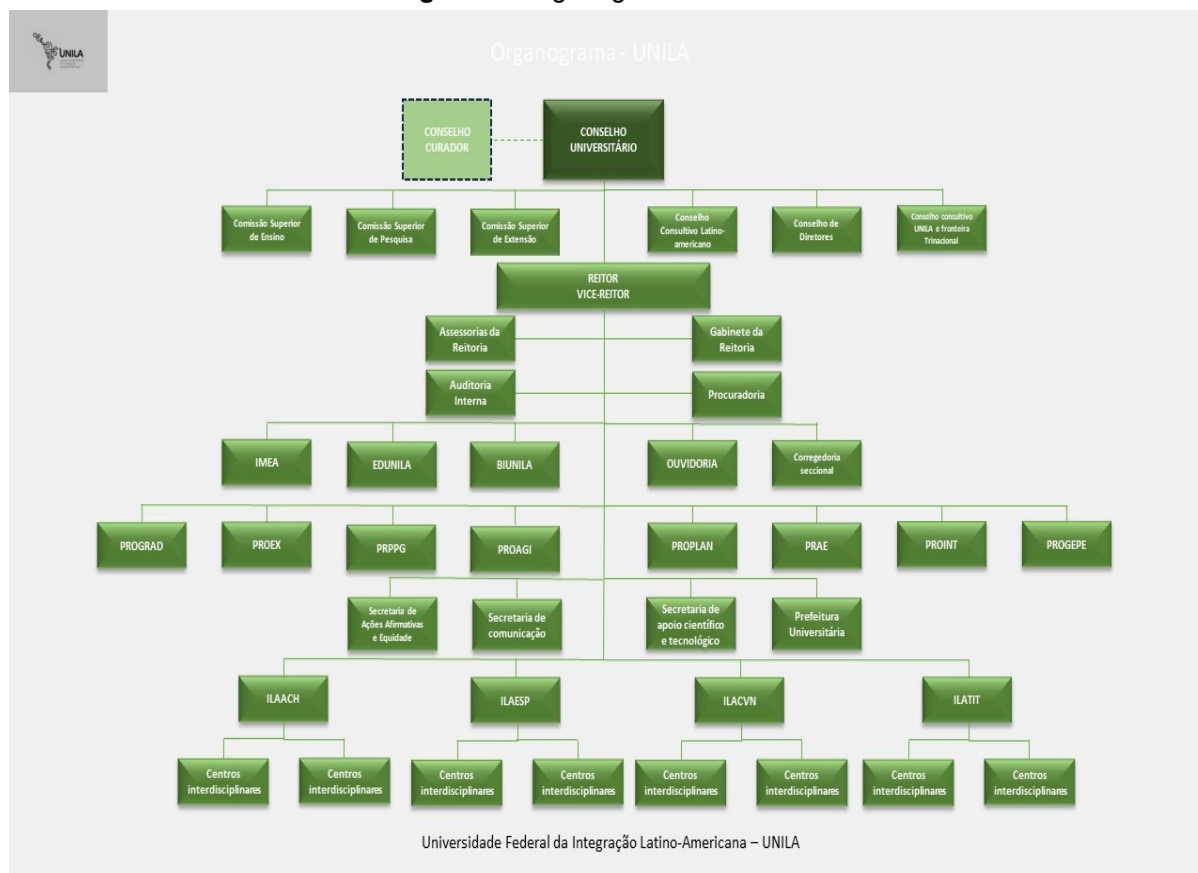 UNILA
Organograma - UNILA
CONSELHO
CURADOR
CONSELHO
UNIVERSITÁRIO
Comissão Superior
de Ensino
Comissão Superior
de Pesquisa
Comissão Superior
de Extensão
Conselho
Consultivo Latino-
americano
Conselho de
Diretores
Conselho consultivo
UNILA e fronteira
Trinacional
REITOR
VICE-REITOR
Assessorias da
Reitoria
Gabinete da
Reitoria
Auditoria
Interna
Procuradoria
IMEA
EDUNILA
BIUNILA
OUVIDORIA
Corregedoria
seccional
PROGRAD
PROEX
PRPPG
PROAGI
PROPLAN
PRAE
PROINT
PROGEPE
Secretaria de
Ações Afirmativas
e Equidade
Secretaria de
comunicação
Secretaria de
apoio científico
e tecnológico
Prefeitura
Universitária
ILAACH
ILAESP
ILACVN
ILATIT
Centros
interdisciplinares
Centros
interdisciplinares
Centros
interdisciplinares
Centros
interdisciplinares
Centros
interdisciplinares
Centros
interdisciplinares
Centros
interdisciplinares
Centros
interdisciplinares
Universidade Federal da Integração Latino-Americana – UNILA